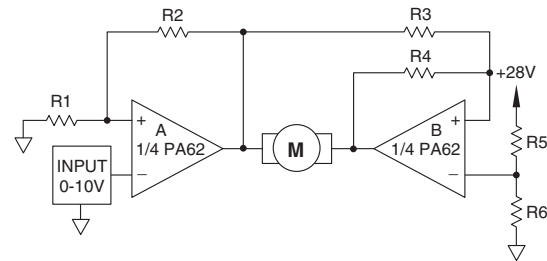 R2
R3
R4
+28V
R1
+
A
1/4 PA62
−
INPUT
0-10V
M
+
B
1/4 PA62
−
R5
R6